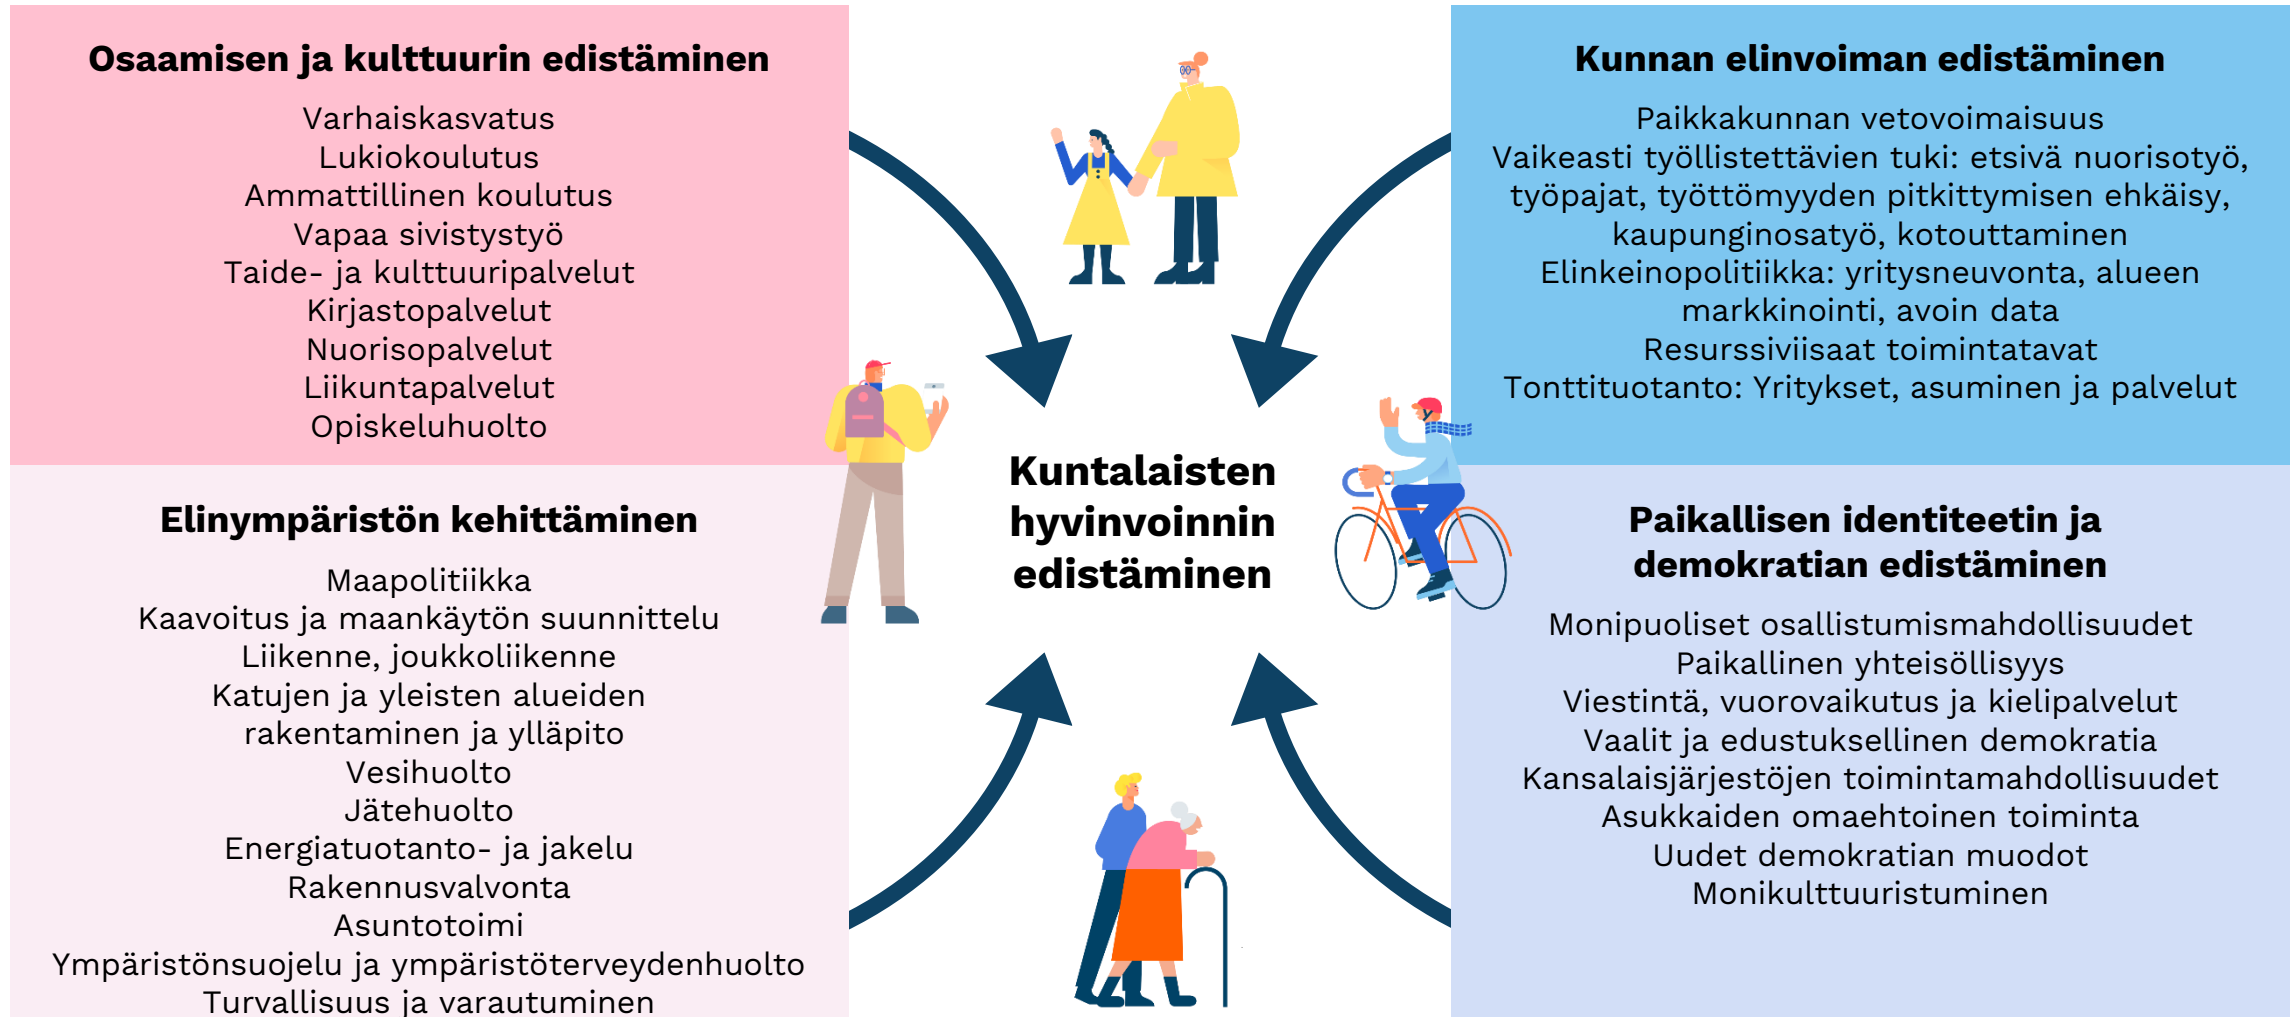 Osaamisen ja kulttuurin edistäminen
Varhaiskasvatus
Lukiokoulutus
Ammattillinen koulutus
Vapaa sivistystyö
Taide- ja kulttuuripalvelut
Kirjastopalvelut
Nuorisopalvelut
Liikuntapalvelut
Opiskeluhuolto
Kunnan elinvoiman edistäminen
Paikkakunnan vetovoimaisuus
Vaikeasti työllistettävien tuki: etsivä nuorisotyö,
työpajat, työttömyyden pitkittymisen ehkäisy,
kaupunginosatyö, kotouttaminen
Elinkeinopolitiikka: yritysneuvonta, alueen
markkinointi, avoin data
Resurssiviisaat toimintatavat
Tonttituotanto: Yritykset, asuminen ja palvelut
Kuntalaisten
hyvinvoinnin
edistäminen
Elinympäristön kehittäminen
Maapolitiikka
Kaavoitus ja maankäytön suunnittelu
Liikenne, joukkoliikenne
Katujen ja yleisten alueiden
rakentaminen ja ylläpito
Vesihuolto
Jätehuolto
Energiatuotanto- ja jakelu
Rakennusvalvonta
Asuntotoimi
Ympäristönsuojelu ja ympäristöterveydenhuolto
Turvallisuus ja varautuminen
Paikallisen identiteetin ja
demokratian edistäminen
Monipuoliset osallistumismahdollisuudet
Paikallinen yhteisöllisyys
Viestintä, vuorovaikutus ja kielipalvelut
Vaalit ja edustuksellinen demokratia
Kansalaisjärjestöjen toimintamahdollisuudet
Asukkaiden omaehtoinen toiminta
Uudet demokratian muodot
Monikulttuuristuminen